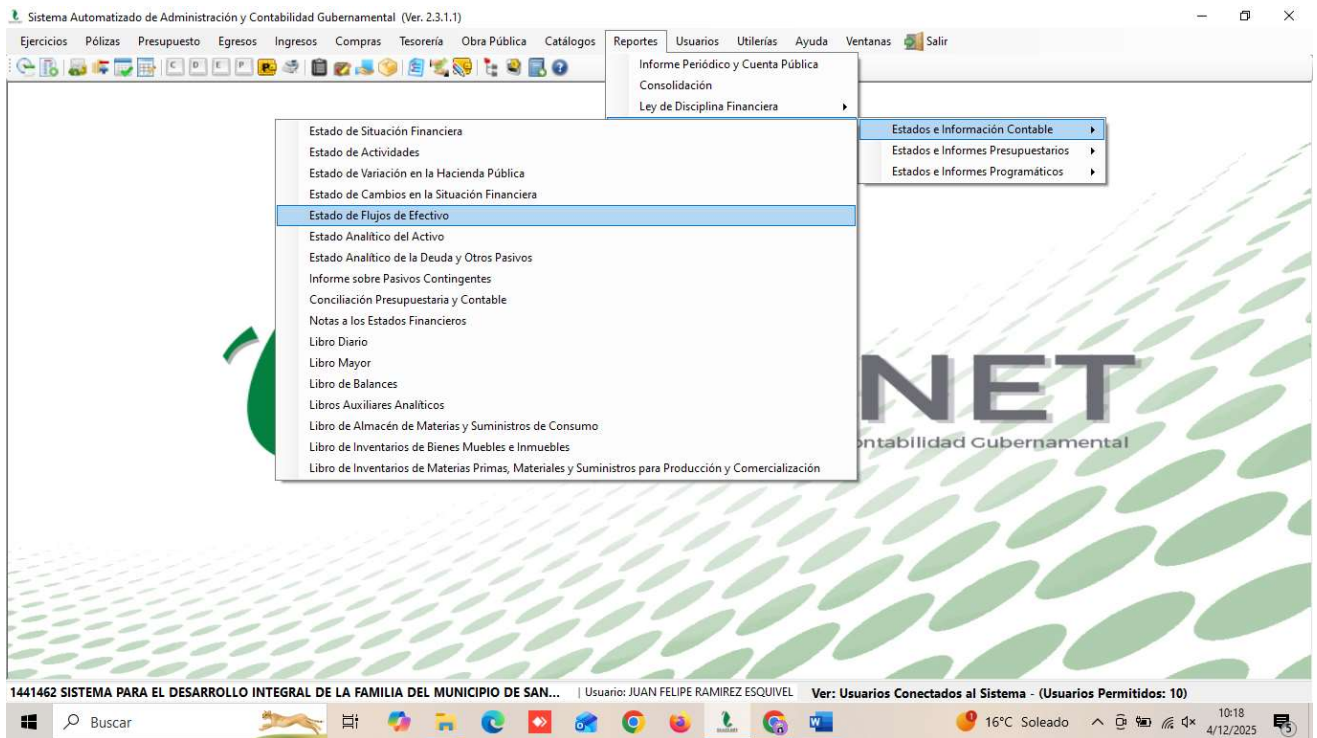 Sistema Automatizado de Administración y Contabilidad Gubernamental (Ver. 2.3.1.1)
Ejercicios Pólizas Presupuesto Egresos Ingresos Compras Tesorería Obra Pública Catálogos Reportes Usuarios Utilerías Ayuda Ventanas Salir
C D E P
Informe Periódico y Cuenta Pública
Consolidación
Ley de Disciplina Financiera
Estados e Información Contable
Estados e Informes Presupuestarios
Estados e Informes Programáticos
Estado de Situación Financiera
Estado de Actividades
Estado de Variación en la Hacienda Pública
Estado de Cambios en la Situación Financiera
Estado de Flujos de Efectivo
Estado Analítico del Activo
Estado Analítico de la Deuda y Otros Pasivos
Informe sobre Pasivos Contingentes
Conciliación Presupuestaria y Contable
Notas a los Estados Financieros
Libro Diario
Libro Mayor
Libro de Balances
Libros Auxiliares Analíticos
Libro de Almacén de Materias y Suministros de Consumo
Libro de Inventarios de Bienes Muebles e Inmuebles
Libro de Inventarios de Materias Primas, Materiales y Suministros para Producción y Comercialización
NET
ontabilidad Gubernamental
1441462 SISTEMA PARA EL DESARROLLO INTEGRAL DE LA FAMILIA DEL MUNICIPIO DE SAN... | Usuario: JUAN FELIPE RAMIREZ ESQUIVEL Ver: Usuarios Conectados al Sistema - (Usuarios Permitidos: 10)
Buscar
16°C Soleado
10:18
4/12/2025
5